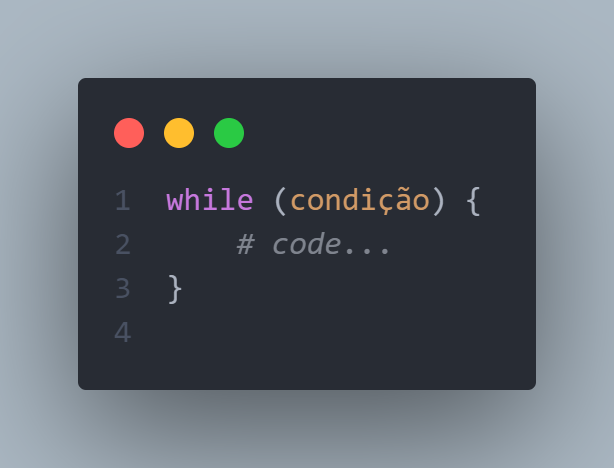 1 while (condição) {
2     # code...
3 }
4